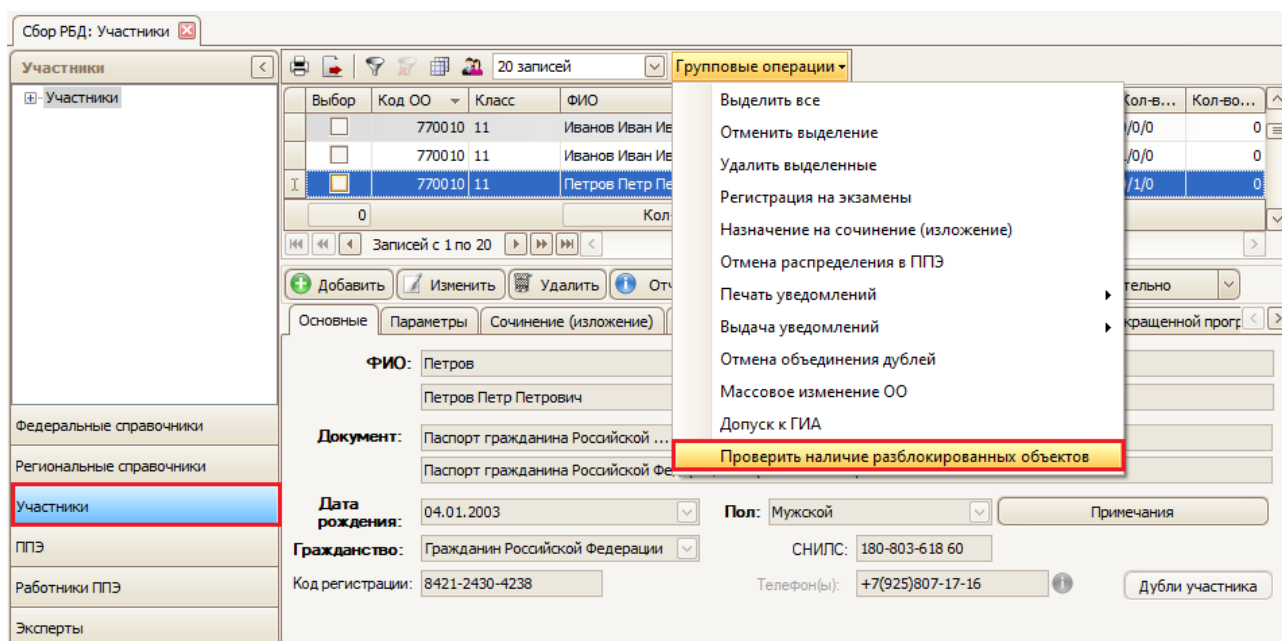 Сбор РБД: Участники
Участники
20 записей
Групповые операции
Участники
Выбор Код ОО Класс ФИО
Кол-в... Кол-во...
770010 11 Иванов Иван Ив
/0/0 0
770010 11 Иванов Иван Ив
/0/0 0
770010 11 Петров Петр Пе
/1/0 0
0 Кол-
Записей с 1 по 20
Выделить все
Отменить выделение
Удалить выделенные
Регистрация на экзамены
Назначение на сочинение (изложение)
Отмена распределения в ППЭ
Печать уведомлений
Выдача уведомлений
Отмена объединения дублей
Массовое изменение ОО
Допуск к ГИА
Проверить наличие разблокированных объектов
Добавить Изменить Удалить Отч
тельно
Основные Параметры Сочинение (изложение)
кращенной прогр
ФИО: Петров
Петров Петр Петрович
Документ: Паспорт гражданина Российской ...
Паспорт гражданина Российской Фе
Дата рождения: 04.01.2003 Пол: Мужской Примечания
Гражданство: Гражданин Российской Федерации СНИЛС: 180-803-618 60
Код регистрации: 8421-2430-4238 Телефон(ы): +7(925)807-17-16 Дубли участника
Федеральные справочники
Региональные справочники
Участники
ППЭ
Работники ППЭ
Эксперты